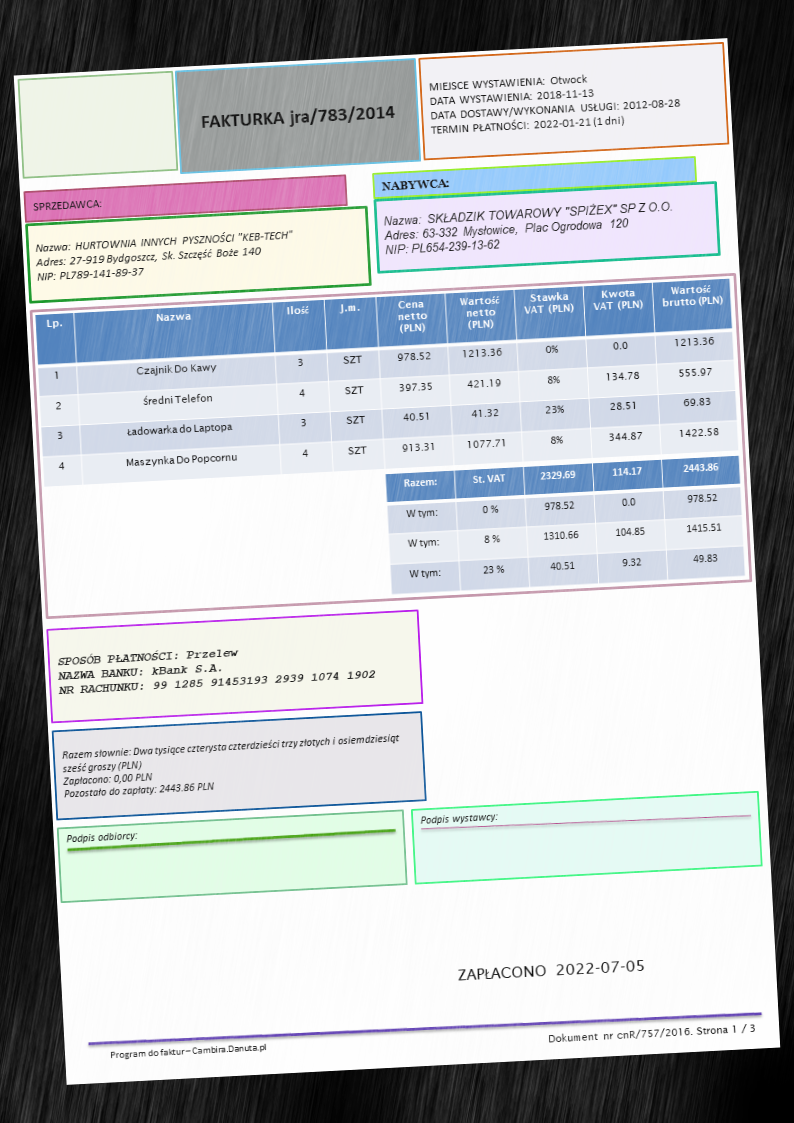 FAKTURKA jra/783/2014
MIEJSCE WYSTAWIENIA: Otwock
DATA WYSTAWIENIA: 2018-11-13
DATA DOSTAWY/WYKONANIA USŁUGI: 2012-08-28
TERMIN PŁATNOŚCI: 2022-01-21 (1 dni)
SPRZEDAWCA:
Nazwa: HURTOWNIA INNYCH PYSZNOŚCI "KEB-TECH"
Adres: 27-919 Bydgoszcz, Sk. Szczęść Boże 140
NIP: PL789-141-89-37
NABYWCA:
Nazwa: SKŁADZIK TOWAROWY "SPIŻEX" SP Z O.O.
Adres: 63-332 Mysłowice, Plac Ogrodowa 120
NIP: PL654-239-13-62
Lp. Nazwa Ilość J.m. Cena netto (PLN) Wartość netto (PLN) Stawka VAT (PLN) Kwota VAT (PLN) Wartość brutto (PLN)
1 Czajnik Do Kawy 3 SZT 978.52 1213.36 0% 0.0 1213.36
2 Średni Telefon 4 SZT 397.35 421.19 8% 134.78 555.97
3 Ładowarka do Laptopa 3 SZT 40.51 41.32 23% 28.51 69.83
4 Maszynka Do Popcornu 4 SZT 913.31 1077.71 8% 344.87 1422.58
Razem: St. VAT 2329.69 114.17 2443.86
W tym: 0 % 978.52 0.0 978.52
W tym: 8 % 1310.66 104.85 1415.51
W tym: 23 % 40.51 9.32 49.83
SPOSÓB PŁATNOŚCI: Przelew
NAZWA BANKU: kBank S.A.
NR RACHUNKU: 99 1285 91453193 2939 1074 1902
Razem słownie: Dwa tysiące czterysta czterdzieści trzy złotych i osiemdziesiąt
sześć groszy (PLN)
Zapłacono: 0,00 PLN
Pozostało do zapłaty: 2443.86 PLN
Podpis odbiorcy:
Podpis wystawcy:
ZAPŁACONO 2022-07-05
Program do faktur – Cambira.Danuta.pl
Dokument nr cnR/757/2016. Strona 1 / 3